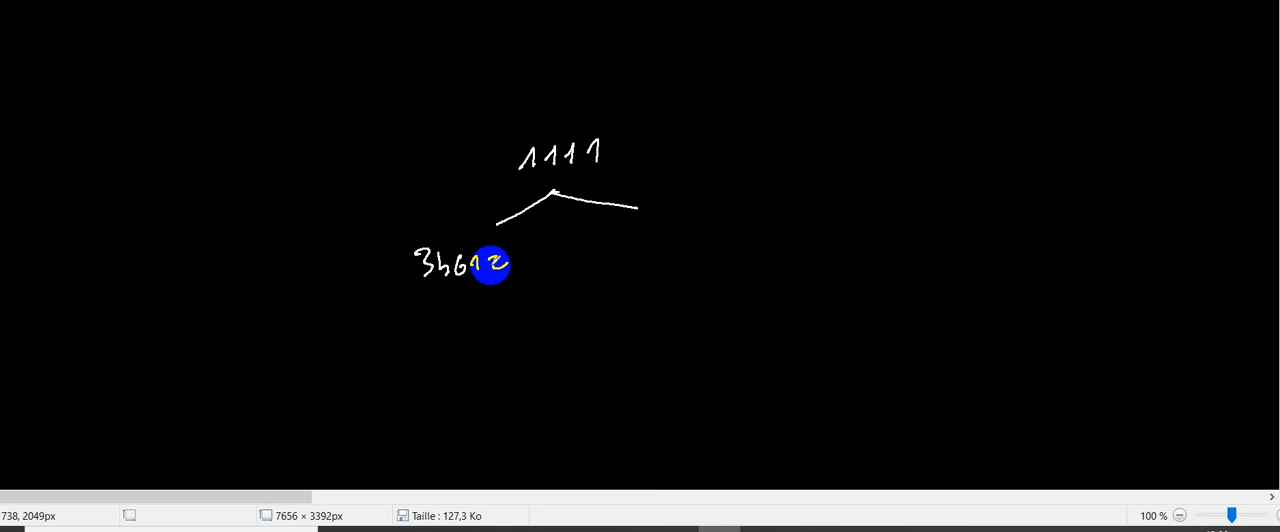 1111
34612
738, 2049px
7656 × 3392px
Taille : 127,3 Ko
100 %